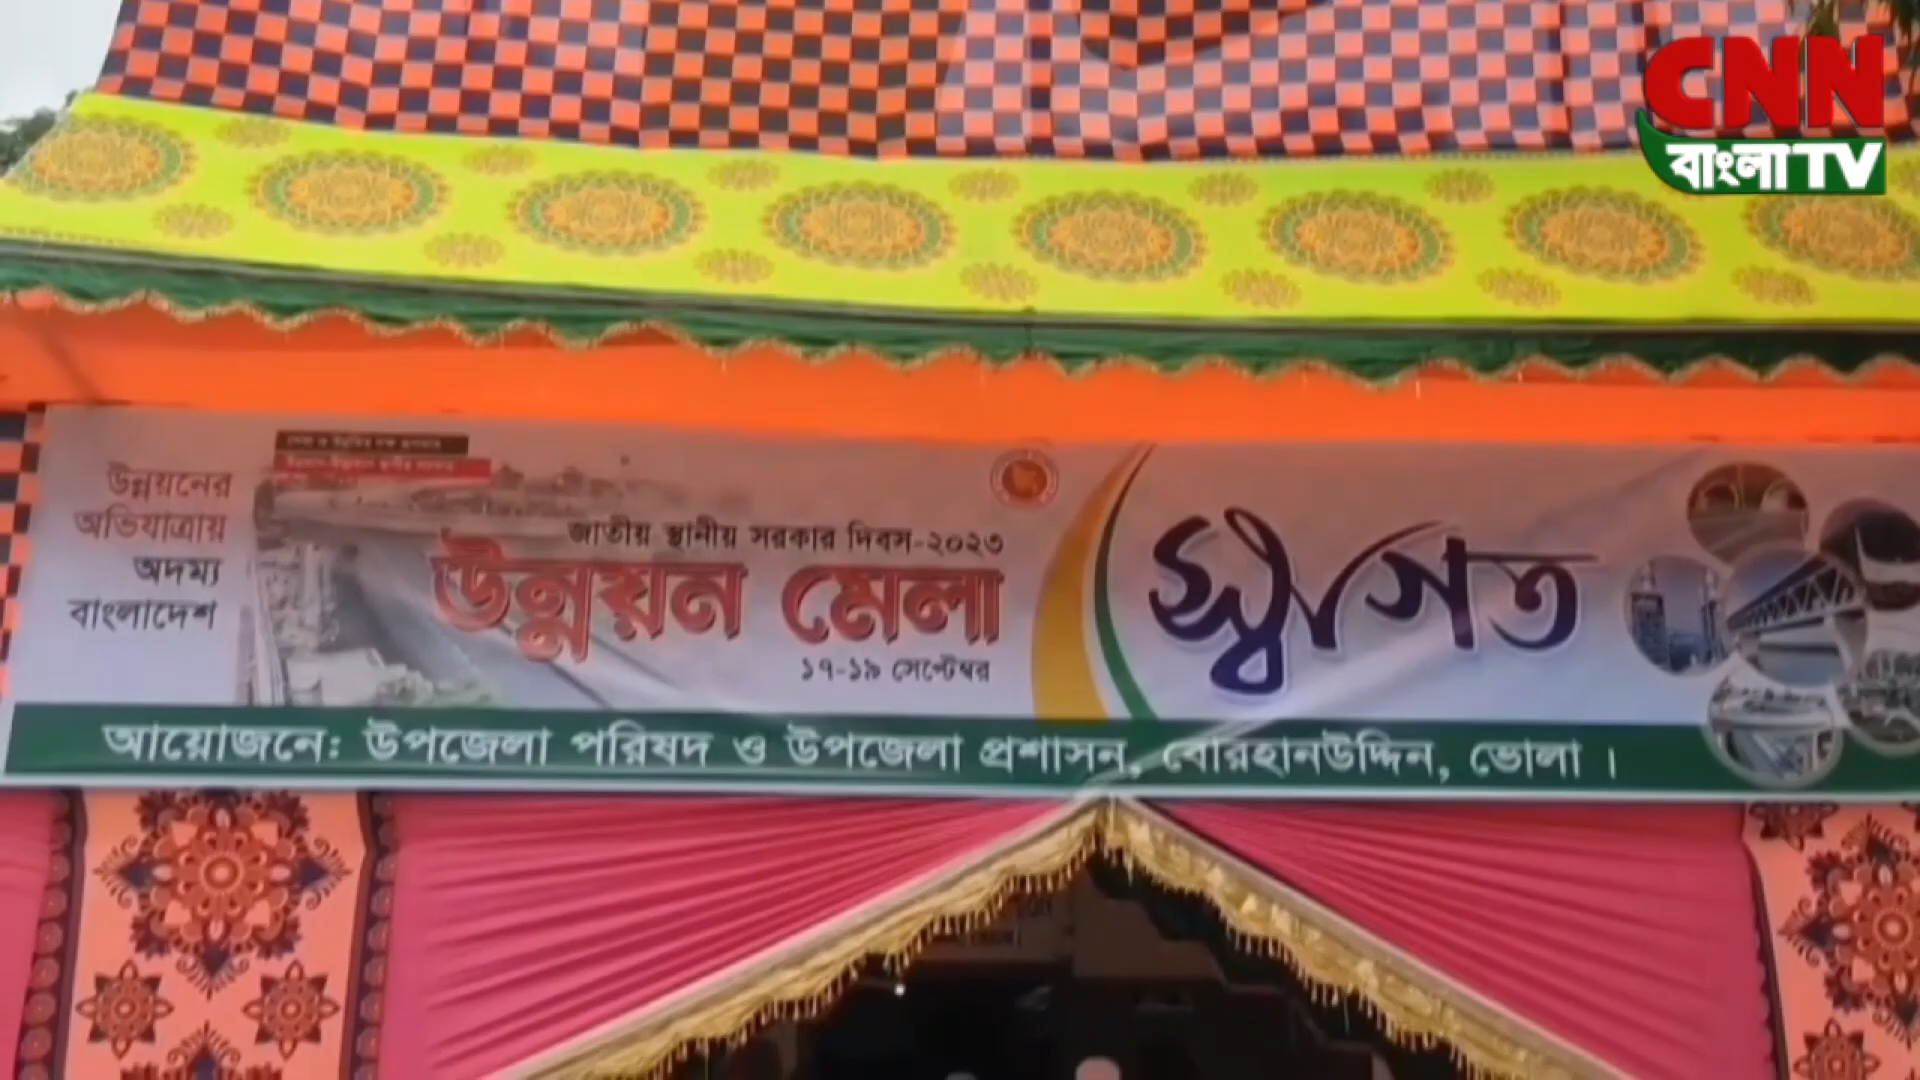 CNN
বাংলা TV
উন্নয়নের
অভিযাত্রায়
অদম্য
বাংলাদেশ
জাতীয় স্থানীয় সরকার দিবস-২০২৩
উন্নয়ন মেলা
১৭-১৯ সেপ্টেম্বর
স্বাগত
আয়োজনে: উপজেলা পরিষদ ও উপজেলা প্রশাসন, বোরহানউদ্দিন, ভোলা ।